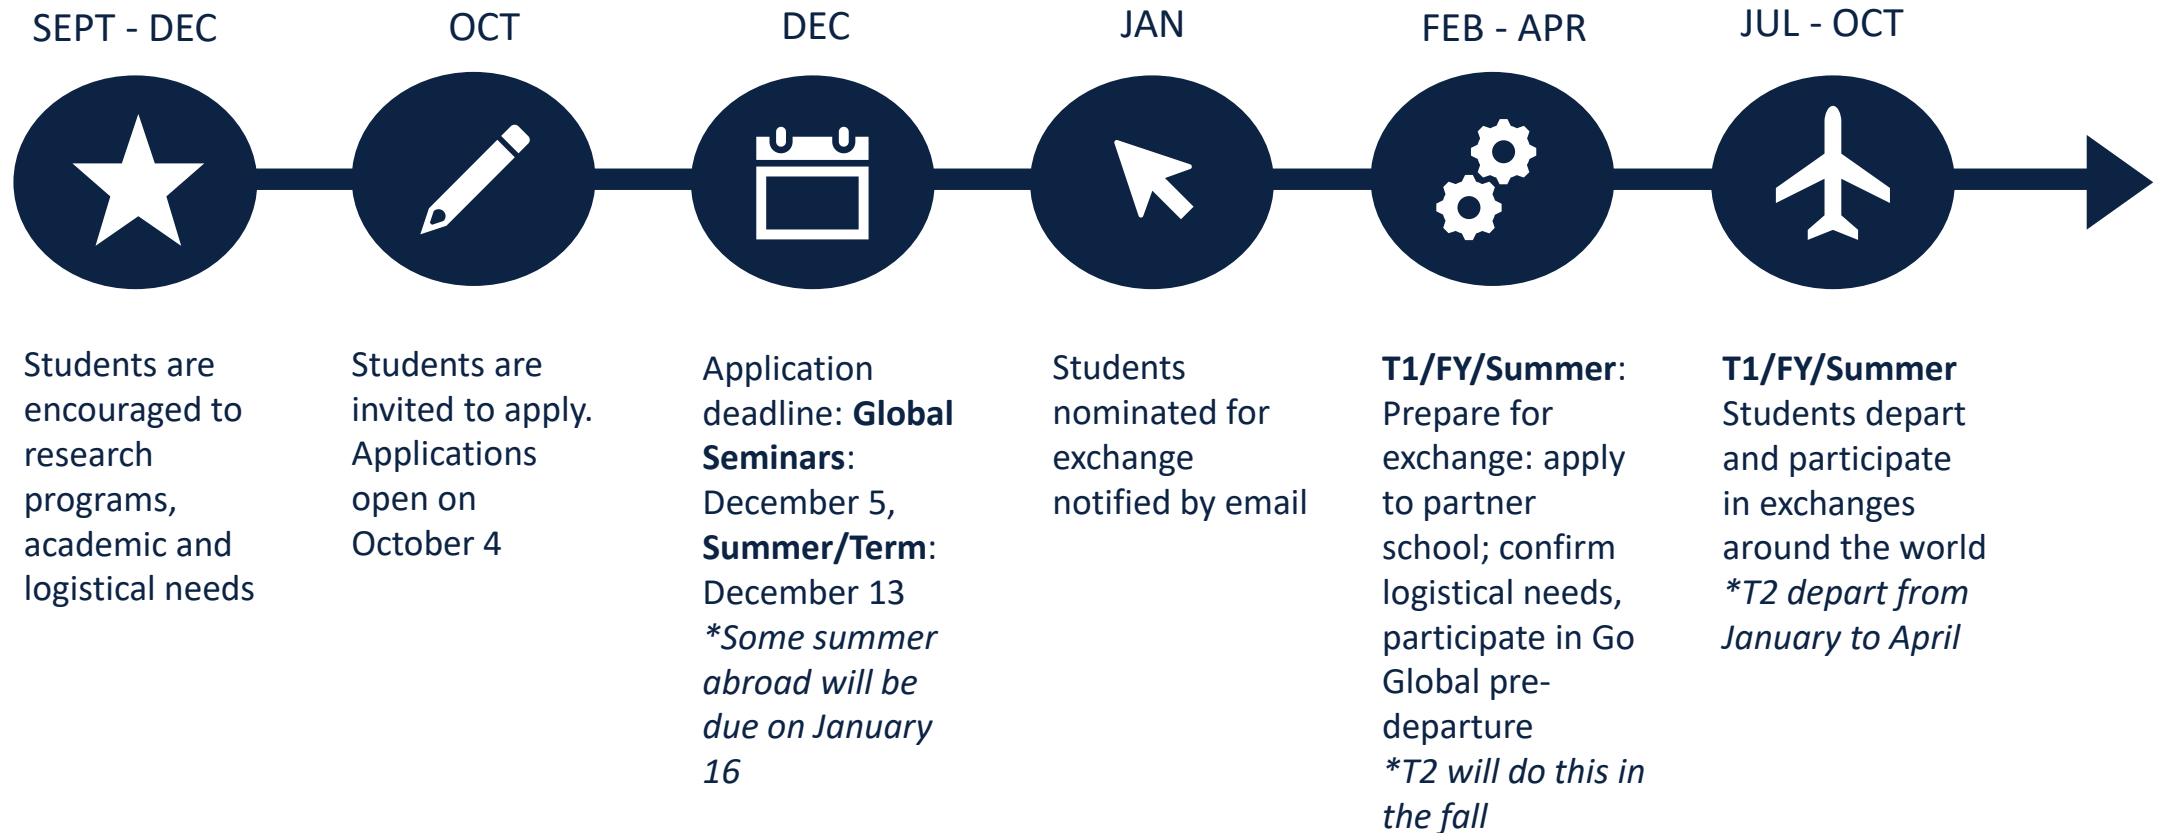 SEPT - DEC
OCT
DEC
JAN
FEB - APR
JUL - OCT
Students are
encouraged to
research
programs,
academic and
logistical needs
Students are
invited to apply.
Applications
open on
October 4
Application
deadline: Global
Seminars:
December 5,
Summer/Term:
December 13
*Some summer
abroad will be
due on January
16
Students
nominated for
exchange
notified by email
T1/FY/Summer:
Prepare for
exchange: apply
to partner
school; confirm
logistical needs,
participate in Go
Global pre-
departure
*T2 will do this in
the fall
T1/FY/Summer
Students depart
and participate
in exchanges
around the world
*T2 depart from
January to April